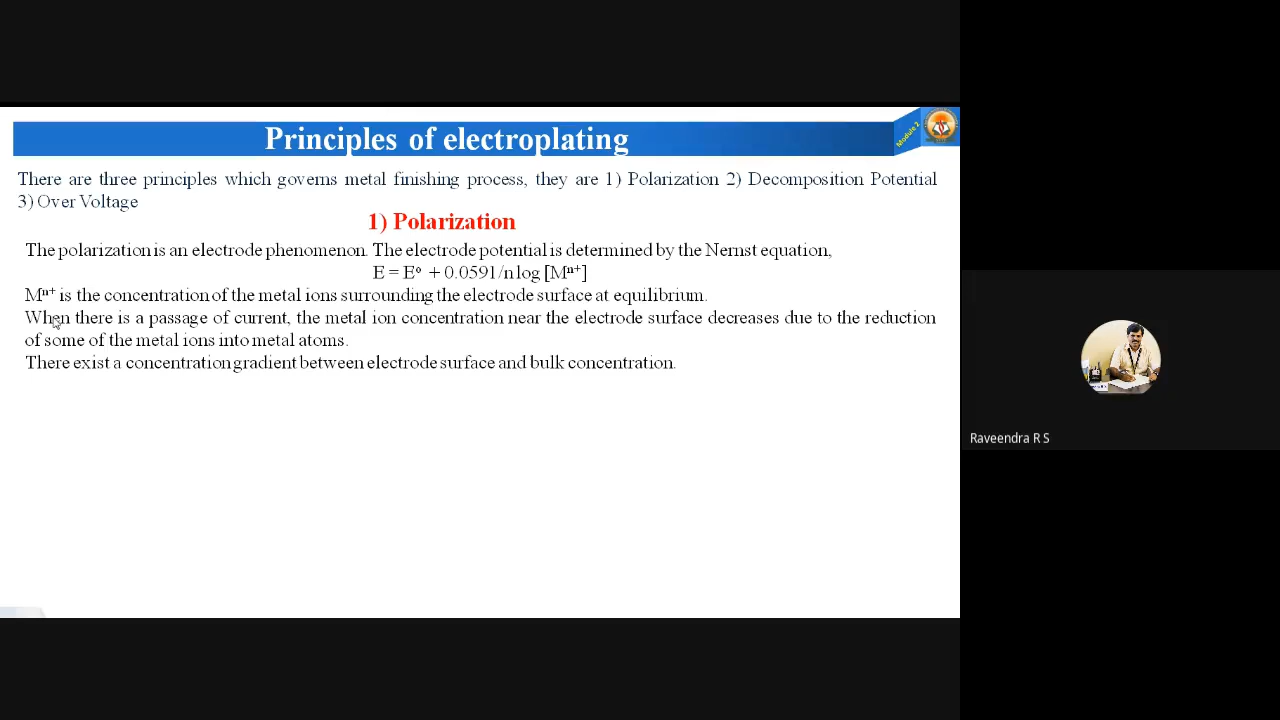 Principles of electroplating
Module 2
There are three principles which governs metal finishing process, they are 1) Polarization 2) Decomposition Potential
3) Over Voltage
1) Polarization
The polarization is an electrode phenomenon. The electrode potential is determined by the Nernst equation,
E = Eº + 0.0591/n log [Mⁿ⁺]
Mⁿ⁺ is the concentration of the metal ions surrounding the electrode surface at equilibrium.
When there is a passage of current, the metal ion concentration near the electrode surface decreases due to the reduction
of some of the metal ions into metal atoms.
There exist a concentration gradient between electrode surface and bulk concentration.
Raveendra R S